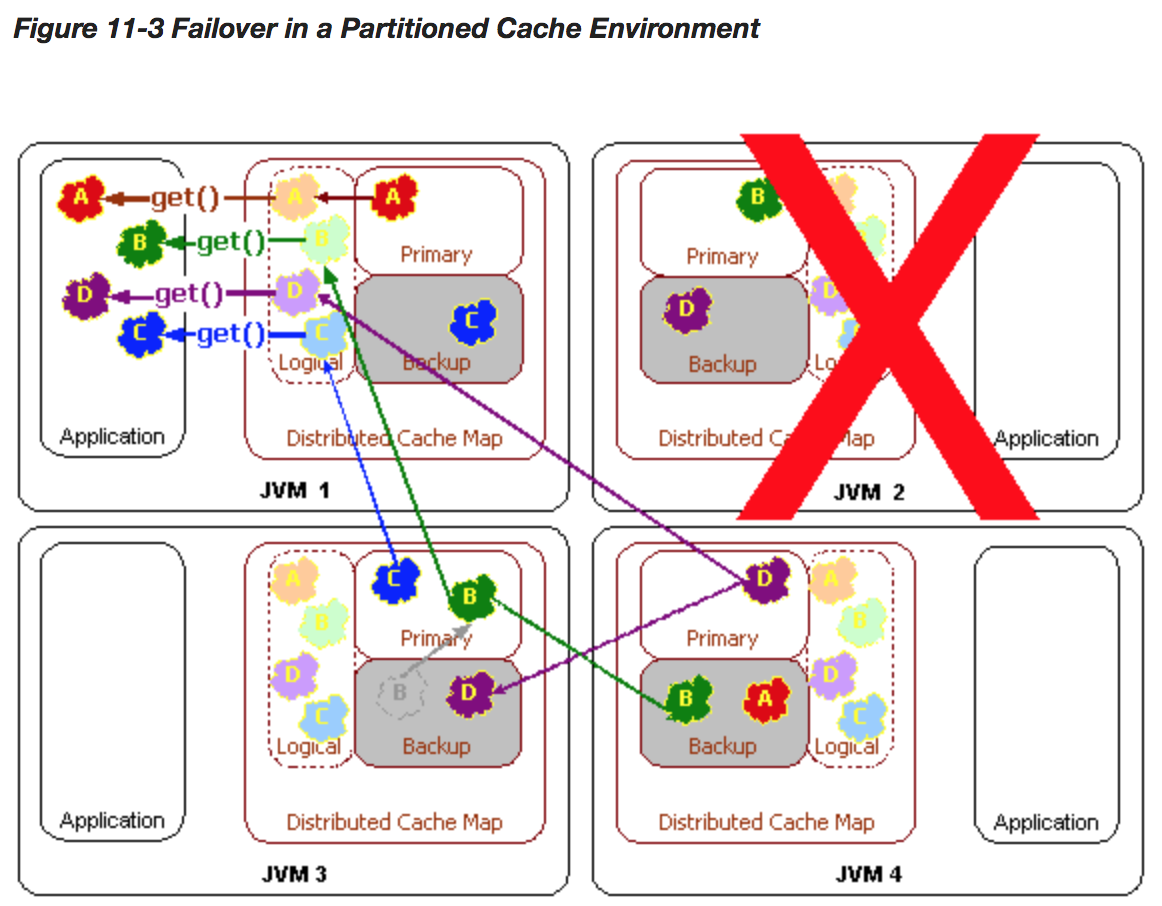 Figure 11-3 Failover in a Partitioned Cache Environment
A get() A A
B get() B
D get() D
C get() C
Primary
C
Logical Backup
Application
Distributed Cache Map
JVM 1
B
Primary
D D
Backup Lo
Distributed Ca Map
Application
JVM 2
A C
B B
Primary
D B D
C
Logical Backup
Application
Distributed Cache Map
JVM 3
D A
B
Primary
B A D
C
Backup Logical
Distributed Cache Map
Application
JVM 4